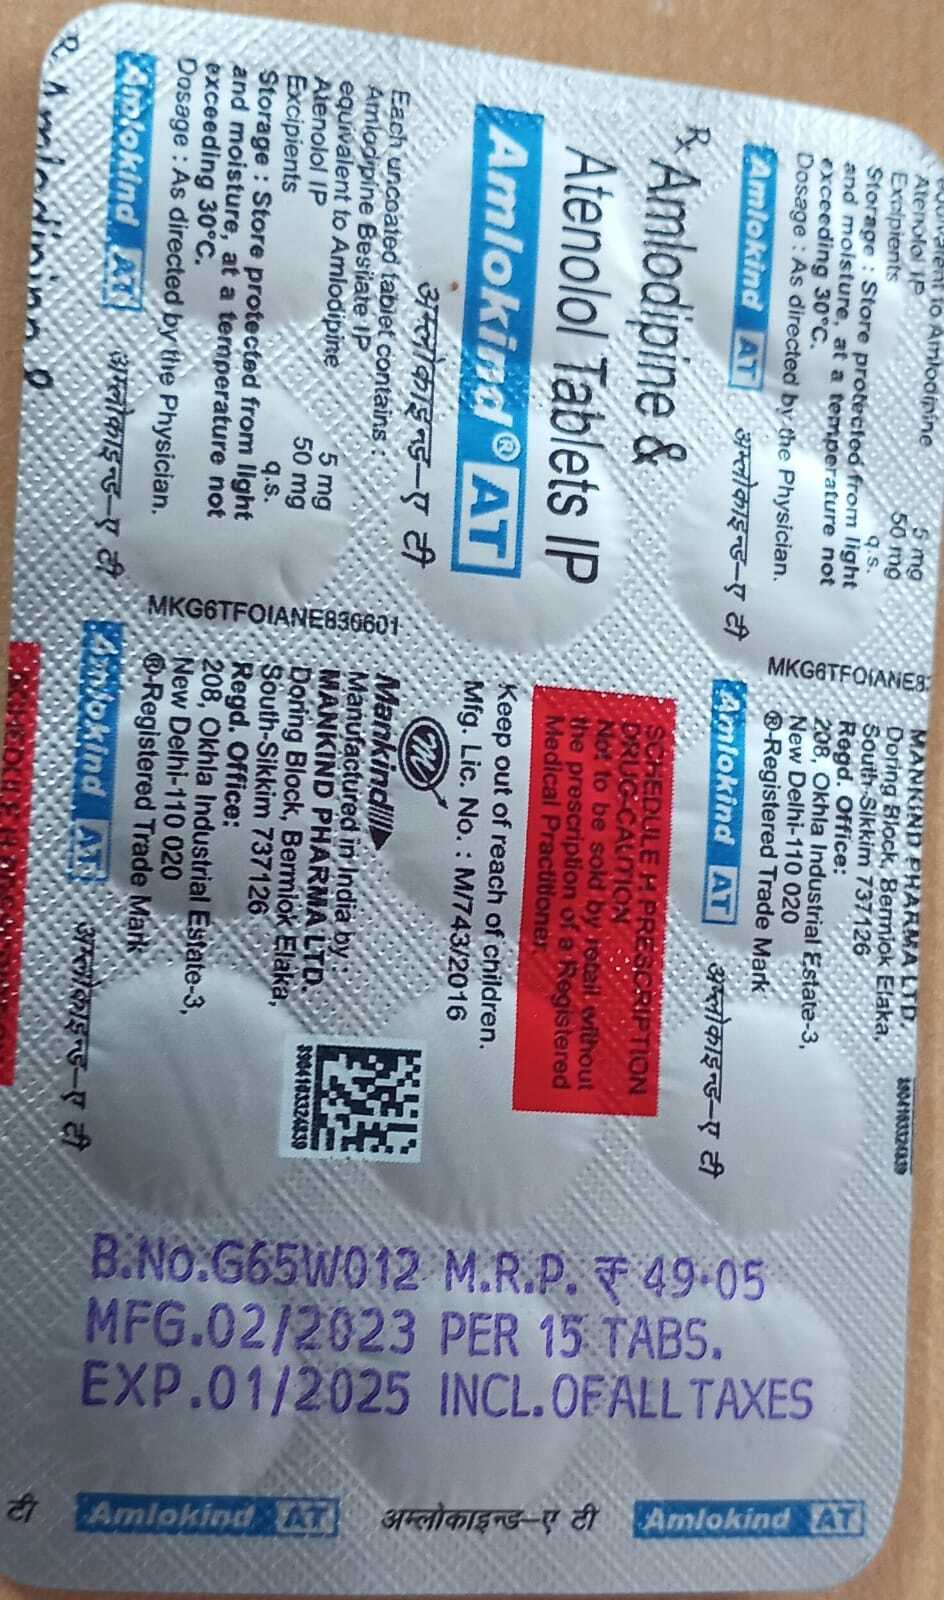 Atenolol IP 50 mg
Excipients q.s.
Storage : Store protected from light
and moisture, at a temperature not
exceeding 30°C.
Dosage : As directed by the Physician.
Amlokind AT अम्लोकाइन्ड-ए टी
Rx Amlodipine &
Atenolol Tablets IP
Amlokind® AT
अम्लोकाइन्ड-ए टी
Each uncoated tablet contains :
Amlodipine Besilate IP
equivalent to Amlodipine 5 mg
Atenolol IP 50 mg
Excipients q.s.
Storage : Store protected from light
and moisture, at a temperature not
exceeding 30°C.
Dosage : As directed by the Physician.
Amlokind AT अम्लोकाइन्ड-ए टी
MKG6TFOIANE8
MKG6TFOIANE836601
MANKIND PHARMA LTD.
Doring Block, Bermiok Elaka,
South-Sikkim 737126
Regd. Office:
208, Okhla Industrial Estate-3,
New Delhi-110 020
®-Registered Trade Mark
Amlokind AT अम्लोकाइन्ड-ए टी
SCHEDULE H PRESCRIPTION
DRUG-CAUTION
Not to be sold by retail without
the prescription of a Registered
Medical Practitioner.
Keep out of reach of children.
Mfg. Lic. No. : M/743/2016
Mankind
Manufactured in India by :
MANKIND PHARMA LTD.
Doring Block, Bermiok Elaka,
South-Sikkim 737126
Regd. Office:
208, Okhla Industrial Estate-3,
New Delhi-110 020
®-Registered Trade Mark
Amlokind AT अम्लोकाइन्ड-ए टी
B.No.G65W012 M.R.P. ₹ 49.05
MFG.02/2023 PER 15 TABS.
EXP.01/2025 INCL.OF ALL TAXES
टी Amlokind AT अम्लोकाइन्ड-ए टी Amlokind AT